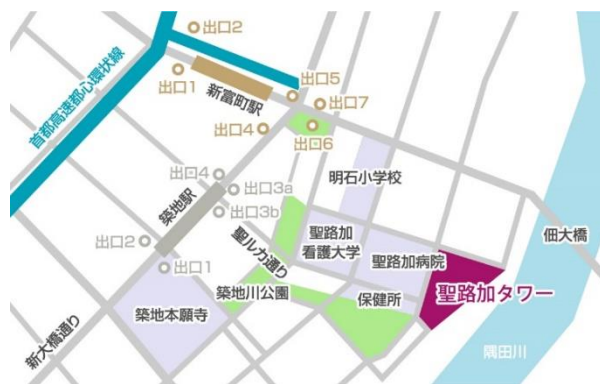 出口2
首都高速都心環状線
出口1
新富町駅
出口5
出口7
出口4
出口6
明石小学校
出口4
出口3a
築地駅
出口3b
佃大橋
聖ルカ通り
聖路加
看護大学
出口2
聖路加病院
出口1
聖路加タワー
築地川公園
保健所
築地本願寺
新大橋通り
隅田川